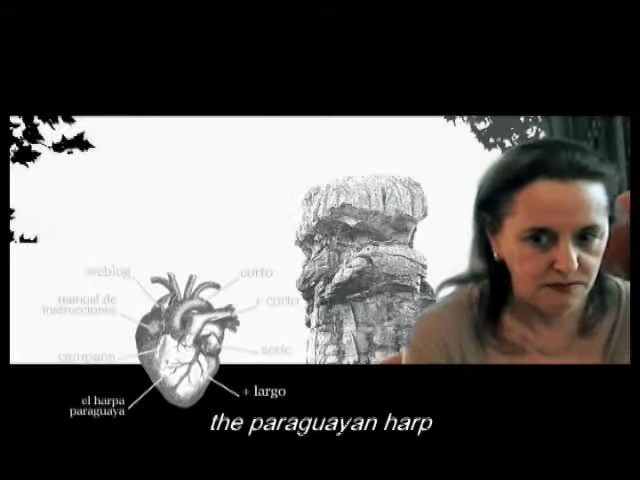 weblog
corto
manual de
instrucciones
+ corto
campaña
serie
el harpa
paraguaya
+ largo
the paraguayan harp